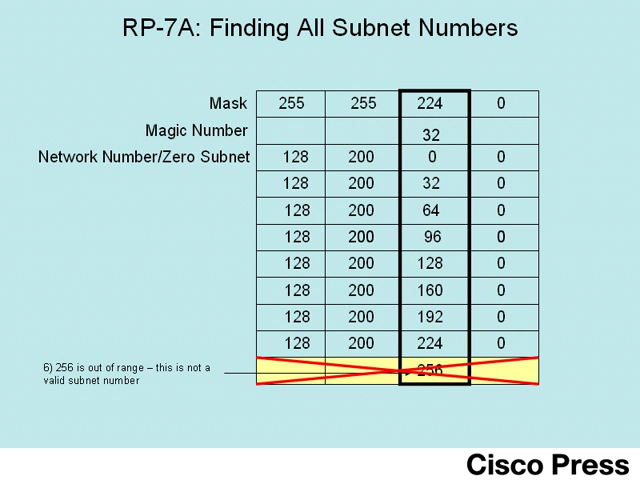 RP-7A: Finding All Subnet Numbers
Mask 255 255 224 0
Magic Number 32
Network Number/Zero Subnet 128 200 0 0
128 200 32 0
128 200 64 0
128 200 96 0
128 200 128 0
128 200 160 0
128 200 192 0
128 200 224 0
6) 256 is out of range – this is not a
valid subnet number
256
Cisco Press